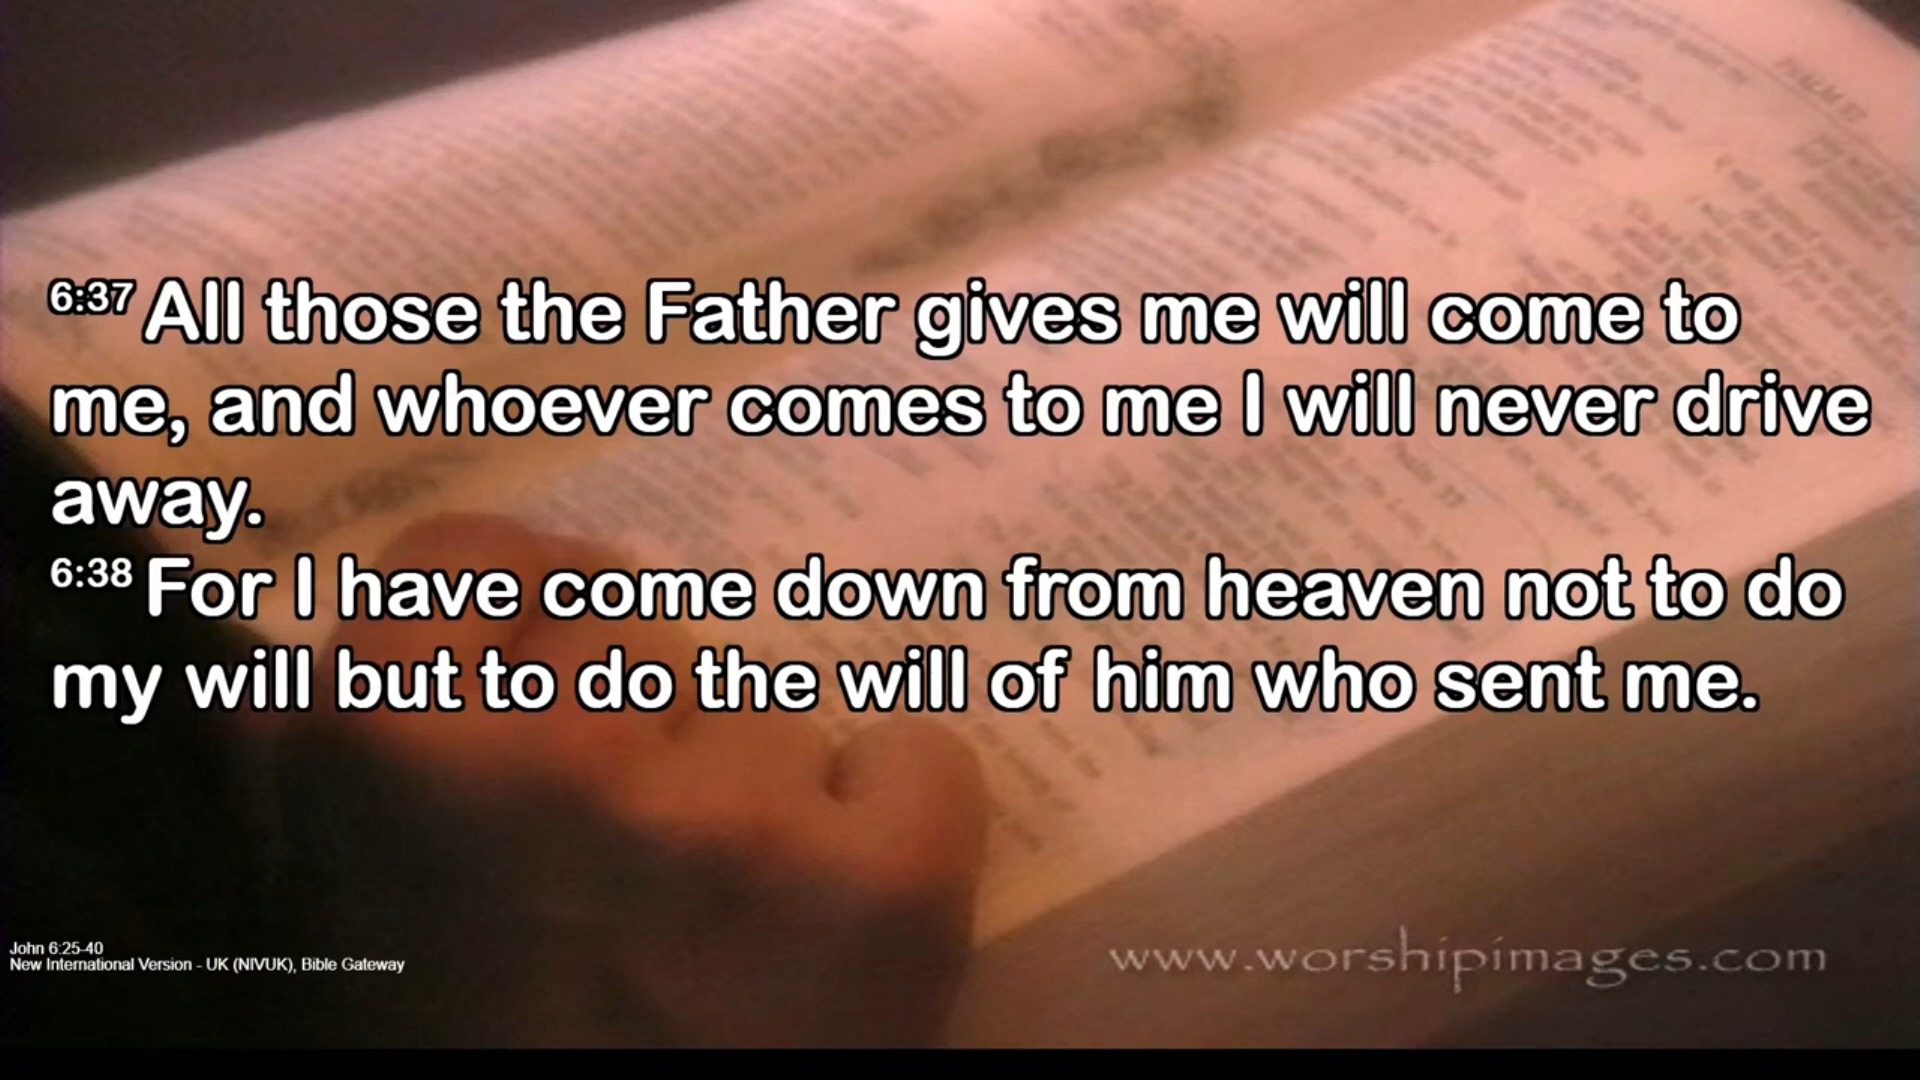 6:37 All those the Father gives me will come to
me, and whoever comes to me I will never drive
away.
6:38 For I have come down from heaven not to do
my will but to do the will of him who sent me.
John 6:25-40
New International Version - UK (NIVUK), Bible Gateway
www.worshipimages.com